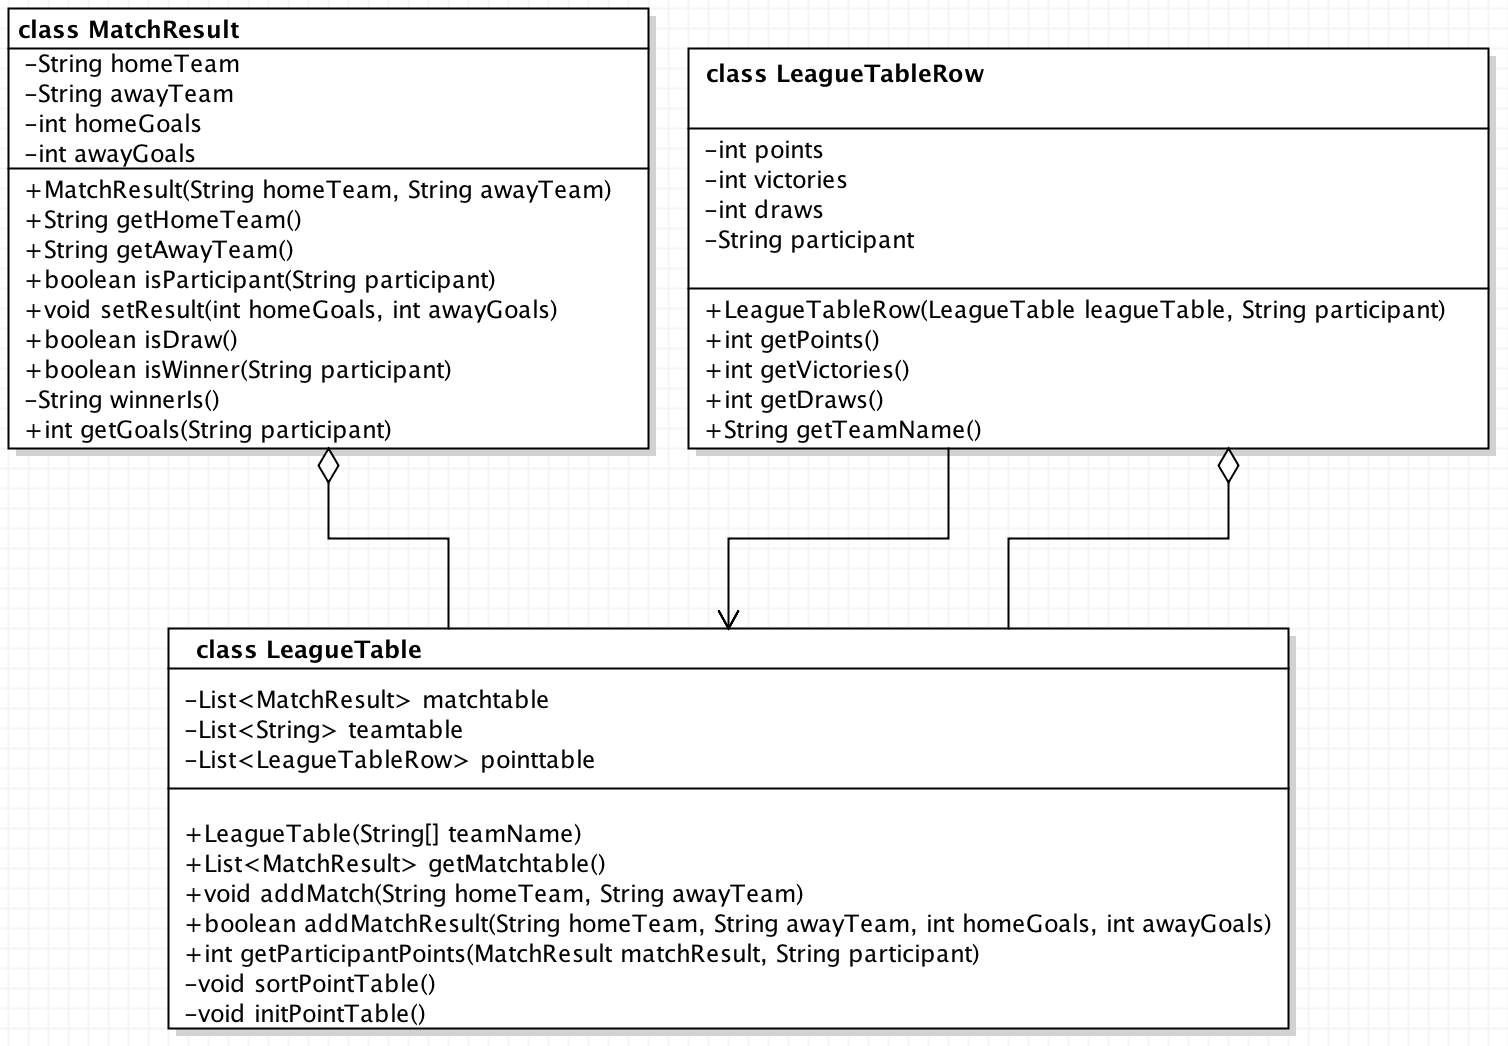 class MatchResult
-String homeTeam
-String awayTeam
-int homeGoals
-int awayGoals
+MatchResult(String homeTeam, String awayTeam)
+String getHomeTeam()
+String getAwayTeam()
+boolean isParticipant(String participant)
+void setResult(int homeGoals, int awayGoals)
+boolean isDraw()
+boolean isWinner(String participant)
-String winnerIs()
+int getGoals(String participant)
class LeagueTableRow
-int points
-int victories
-int draws
-String participant
+LeagueTableRow(LeagueTable leagueTable, String participant)
+int getPoints()
+int getVictories()
+int getDraws()
+String getTeamName()
class LeagueTable
-List<MatchResult> matchtable
-List<String> teamtable
-List<LeagueTableRow> pointtable
+LeagueTable(String[] teamName)
+List<MatchResult> getMatchtable()
+void addMatch(String homeTeam, String awayTeam)
+boolean addMatchResult(String homeTeam, String awayTeam, int homeGoals, int awayGoals)
+int getParticipantPoints(MatchResult matchResult, String participant)
-void sortPointTable()
-void initPointTable()